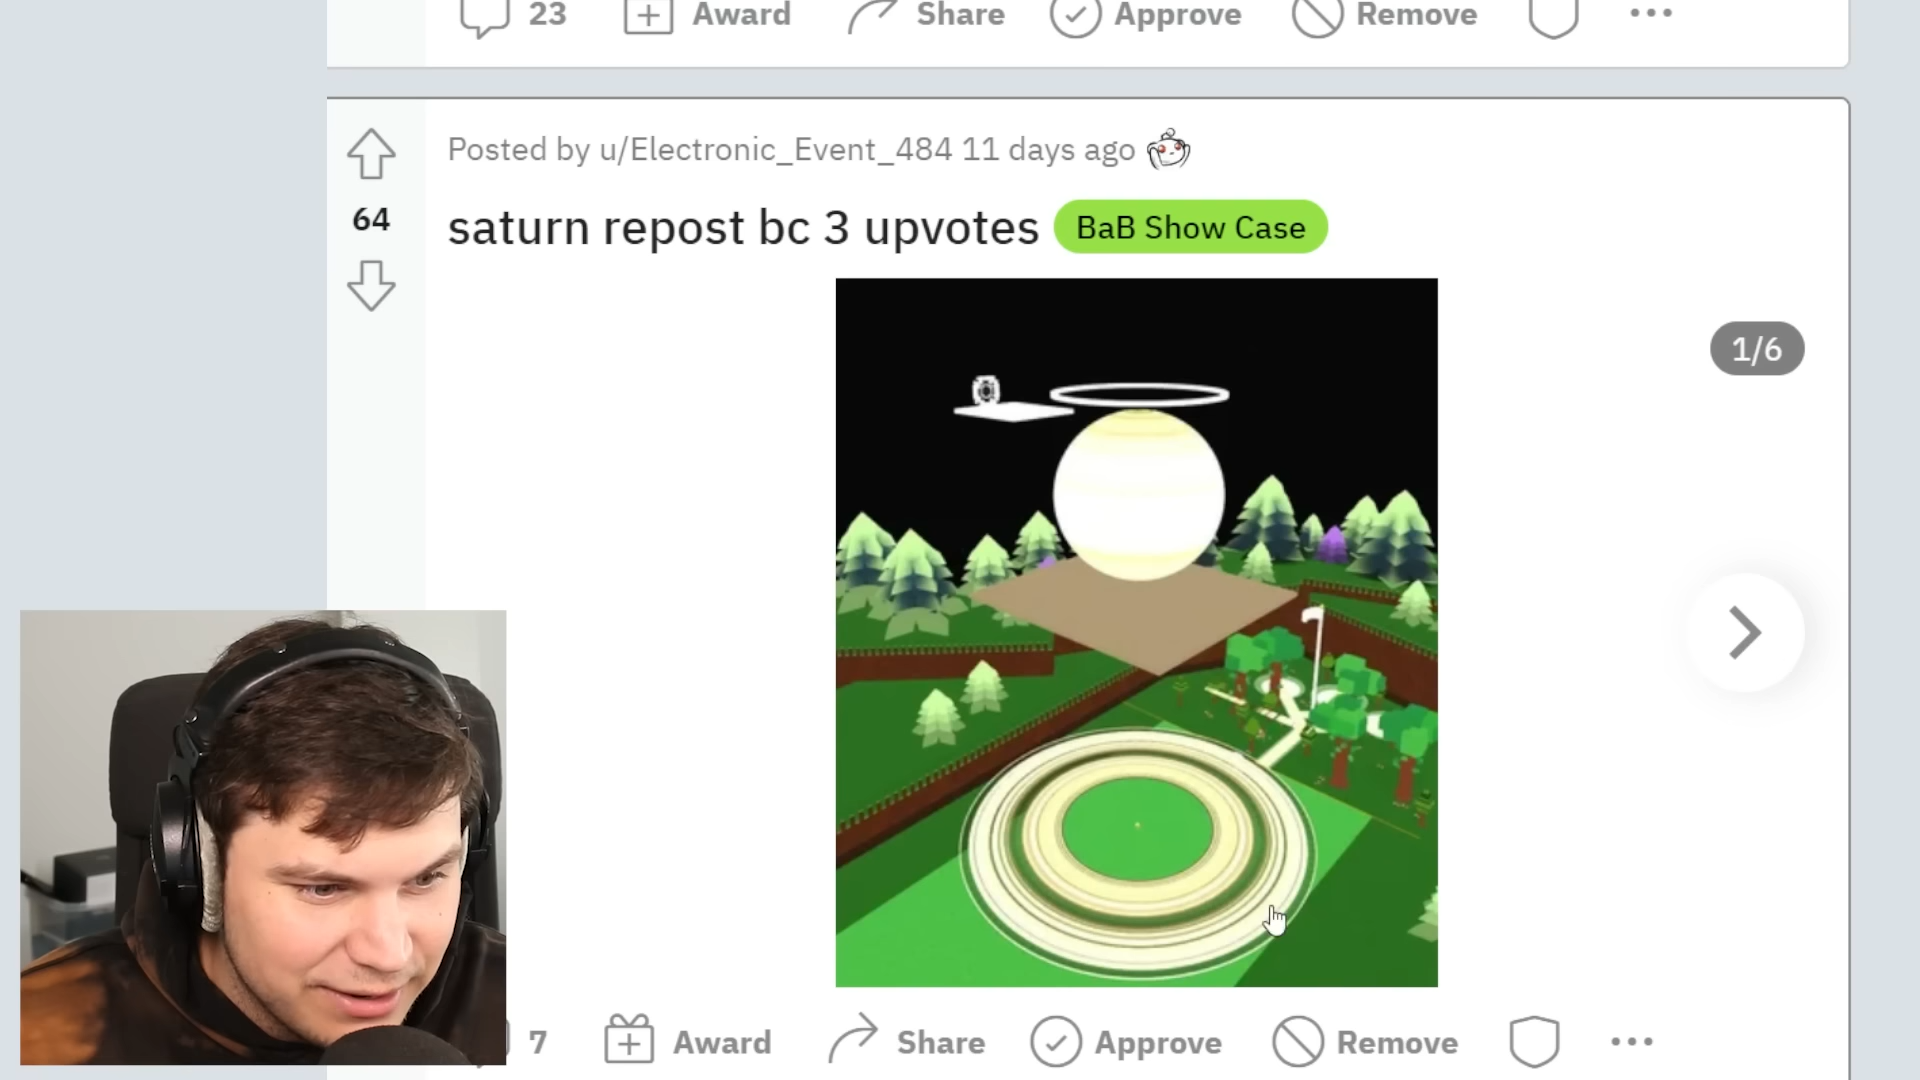 23 Award Share Approve Remove
Posted by u/Electronic_Event_484 11 days ago
64
saturn repost bc 3 upvotes BaB Show Case
1/6
7 Award Share Approve Remove